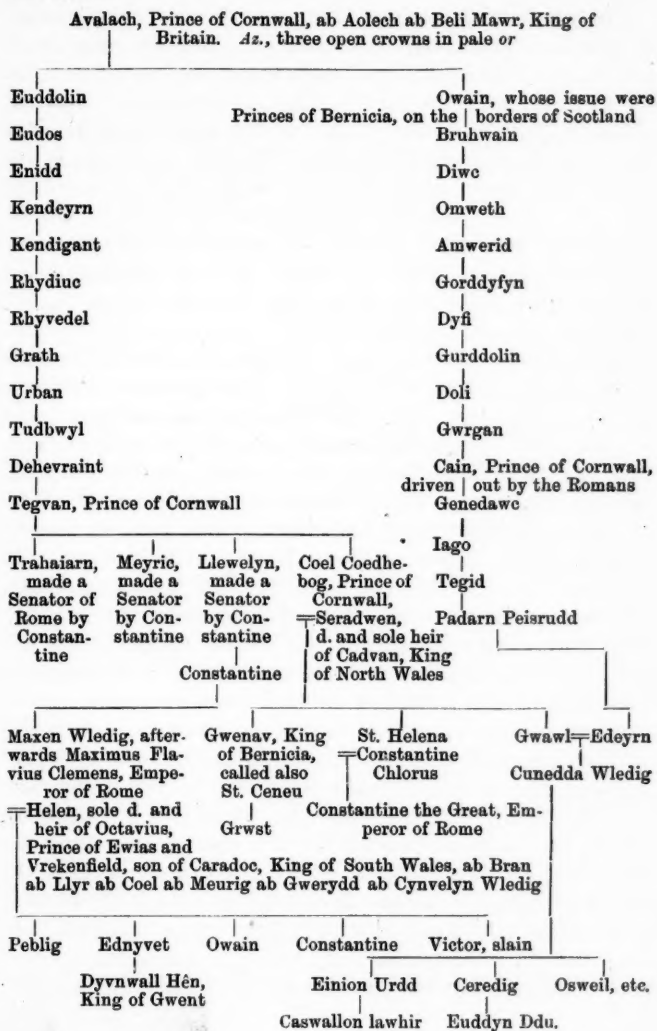 Avalach, Prince of Cornwall, ab Aolech ab Beli Mawr, King of
Britain. Az., three open crowns in pale or
Euddolin
Owain, whose issue were
Princes of Bernicia, on the borders of Scotland
Eudos
Bruhwain
Enidd
Diwc
Kendeyrn
Omweth
Kendigant
Amwerid
Rhydiuc
Gorddyfyn
Rhyvedel
Dyfi
Grath
Gurddolin
Urban
Doli
Tudbwyl
Gwrgan
Dehevraint
Cain, Prince of Cornwall,
driven out by the Romans
Tegvan, Prince of Cornwall
Genedawc
Iago
Tegid
Padarn Peisrudd
Trahaiarn,
made a
Senator of
Rome by
Constan-
tine
Meyric,
made a
Senator
by Con-
stantine
Llewelyn,
made a
Senator
by Con-
stantine
Constantine
Coel Coedhe-
bog, Prince of
Cornwall,
Seradwen,
d. and sole heir
of Cadvan, King
of North Wales
Maxen Wledig, after-
wards Maximus Fla-
vius Clemens, Empe-
ror of Rome
Helen, sole d. and
heir of Octavius,
Prince of Ewias and
Vrekenfield, son of Caradoc, King of South Wales, ab Bran
ab Llyr ab Coel ab Meurig ab Gwerydd ab Cynvelyn Wledig
Gwenav, King
of Bernicia,
called also
St. Ceneu
Grwst
St. Helena
Constantine
Chlorus
Constantine the Great, Em-
peror of Rome
Gwawl Edeyrn
Cunedda Wledig
Peblig Ednyvet Owain Constantine Victor, slain
Dyvnwall Hên,
King of Gwent
Einion Urdd Ceredig Osweil, etc.
Caswallon lawhir Euddyn Ddu.